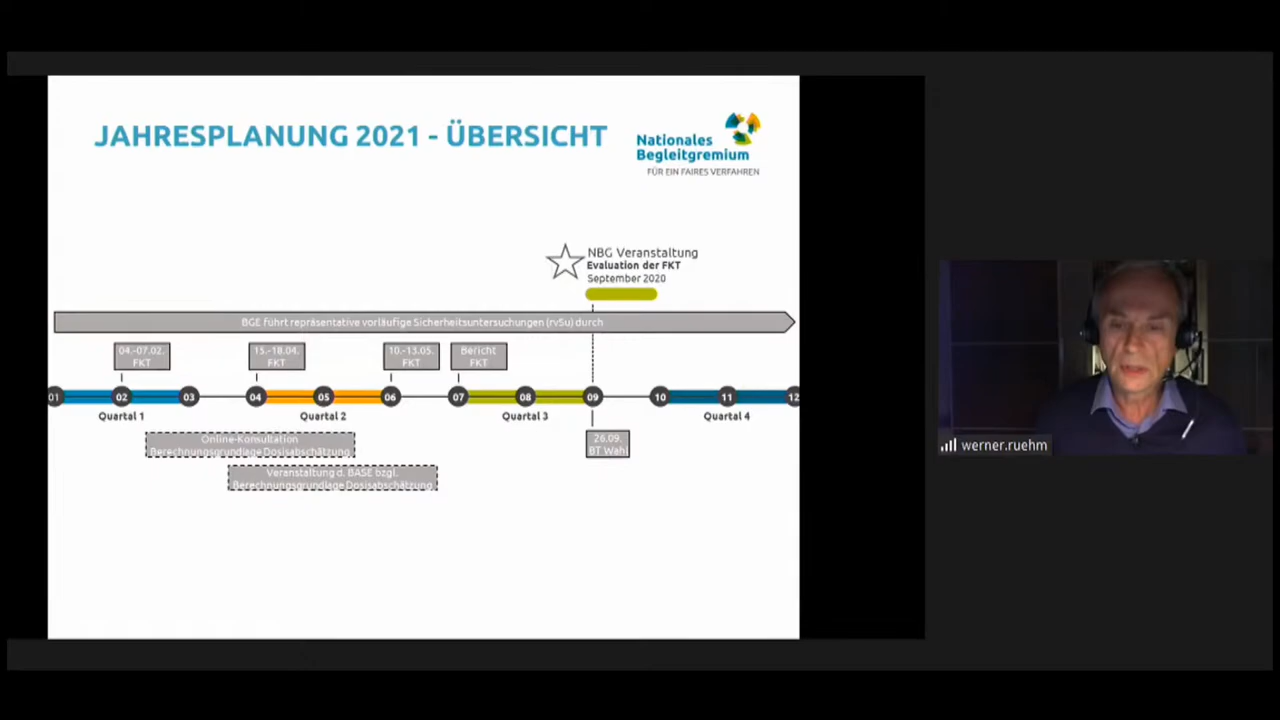 JAHRESPLANUNG 2021 - ÜBERSICHT
Nationales
Begleitgremium
FÜR EIN FAIRES VERFAHREN
NBG Veranstaltung
Evaluation der FKT
September 2020
BGE führt repräsentative vorläufige Sicherheitsuntersuchungen (rvSu) durch
04.-07.02.
FKT
15.-18.04.
FKT
10.-13.05.
FKT
Bericht
FKT
01 02 03 04 05 06 07 08 09 10 11 12
Quartal 1 Quartal 2 Quartal 3 Quartal 4
Online-Konsultation
Berechnungsgrundlage Dosisabschätzung
Veranstaltung d. BASE bzgl.
Berechnungsgrundlage Dosisabschätzung
26.09.
BT Wahl
werner.ruehm